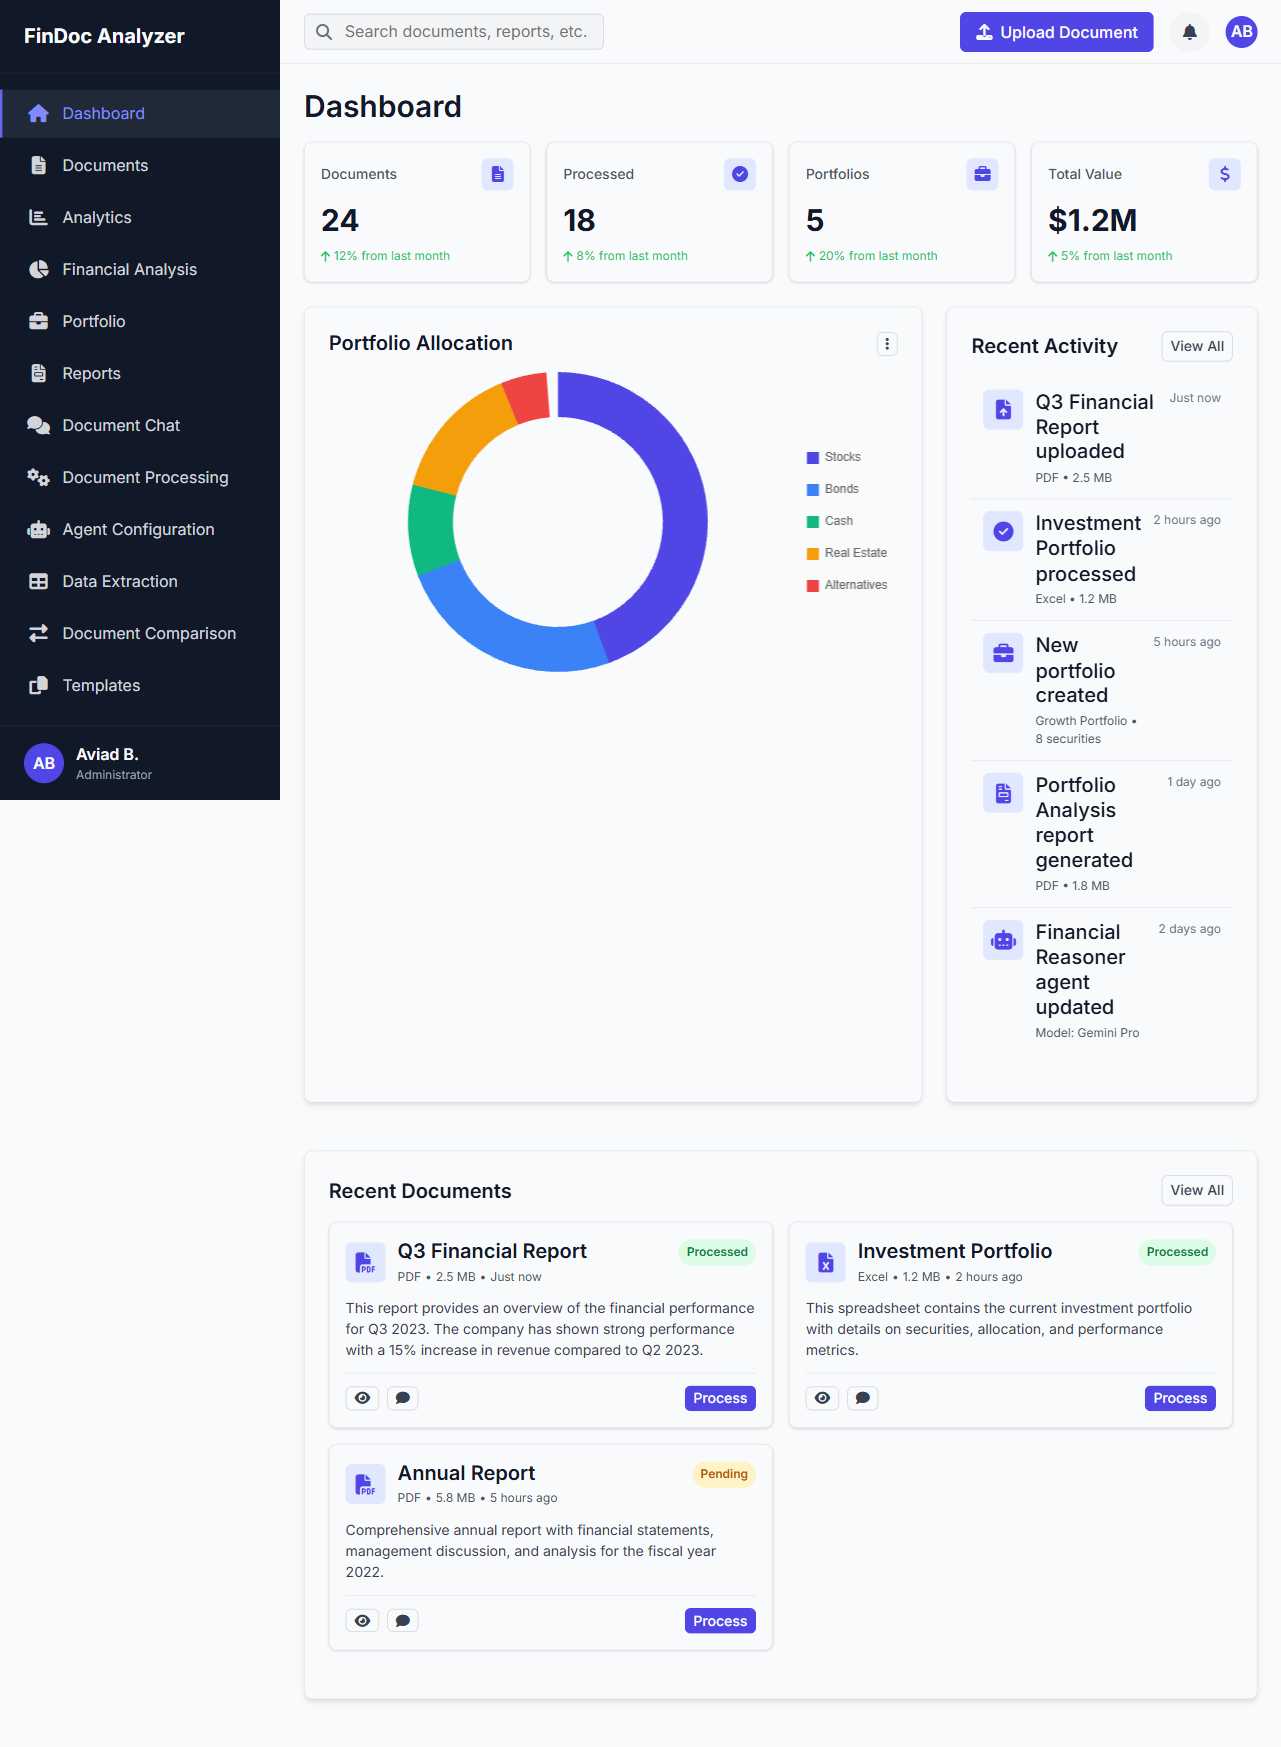 FinDoc Analyzer
Search documents, reports, etc.
Upload Document
AB
Dashboard
Documents
Analytics
Financial Analysis
Portfolio
Reports
Document Chat
Document Processing
Agent Configuration
Data Extraction
Document Comparison
Templates
AB
Aviad B.
Administrator
Dashboard
Documents
24
12% from last month
Processed
18
8% from last month
Portfolios
5
20% from last month
Total Value
$
$1.2M
5% from last month
Portfolio Allocation
Stocks
Bonds
Cash
Real Estate
Alternatives
Recent Activity
View All
Q3 Financial
Report
uploaded
Just now
PDF • 2.5 MB
Investment
Portfolio
processed
2 hours ago
Excel • 1.2 MB
New
portfolio
created
5 hours ago
Growth Portfolio •
8 securities
Portfolio
Analysis
report
generated
1 day ago
PDF • 1.8 MB
Financial
Reasoner
agent
updated
2 days ago
Model: Gemini Pro
Recent Documents
View All
PDF
Q3 Financial Report
Processed
PDF • 2.5 MB • Just now
This report provides an overview of the financial performance
for Q3 2023. The company has shown strong performance
with a 15% increase in revenue compared to Q2 2023.
Process
X
Investment Portfolio
Processed
Excel • 1.2 MB • 2 hours ago
This spreadsheet contains the current investment portfolio
with details on securities, allocation, and performance
metrics.
Process
PDF
Annual Report
Pending
PDF • 5.8 MB • 5 hours ago
Comprehensive annual report with financial statements,
management discussion, and analysis for the fiscal year
2022.
Process